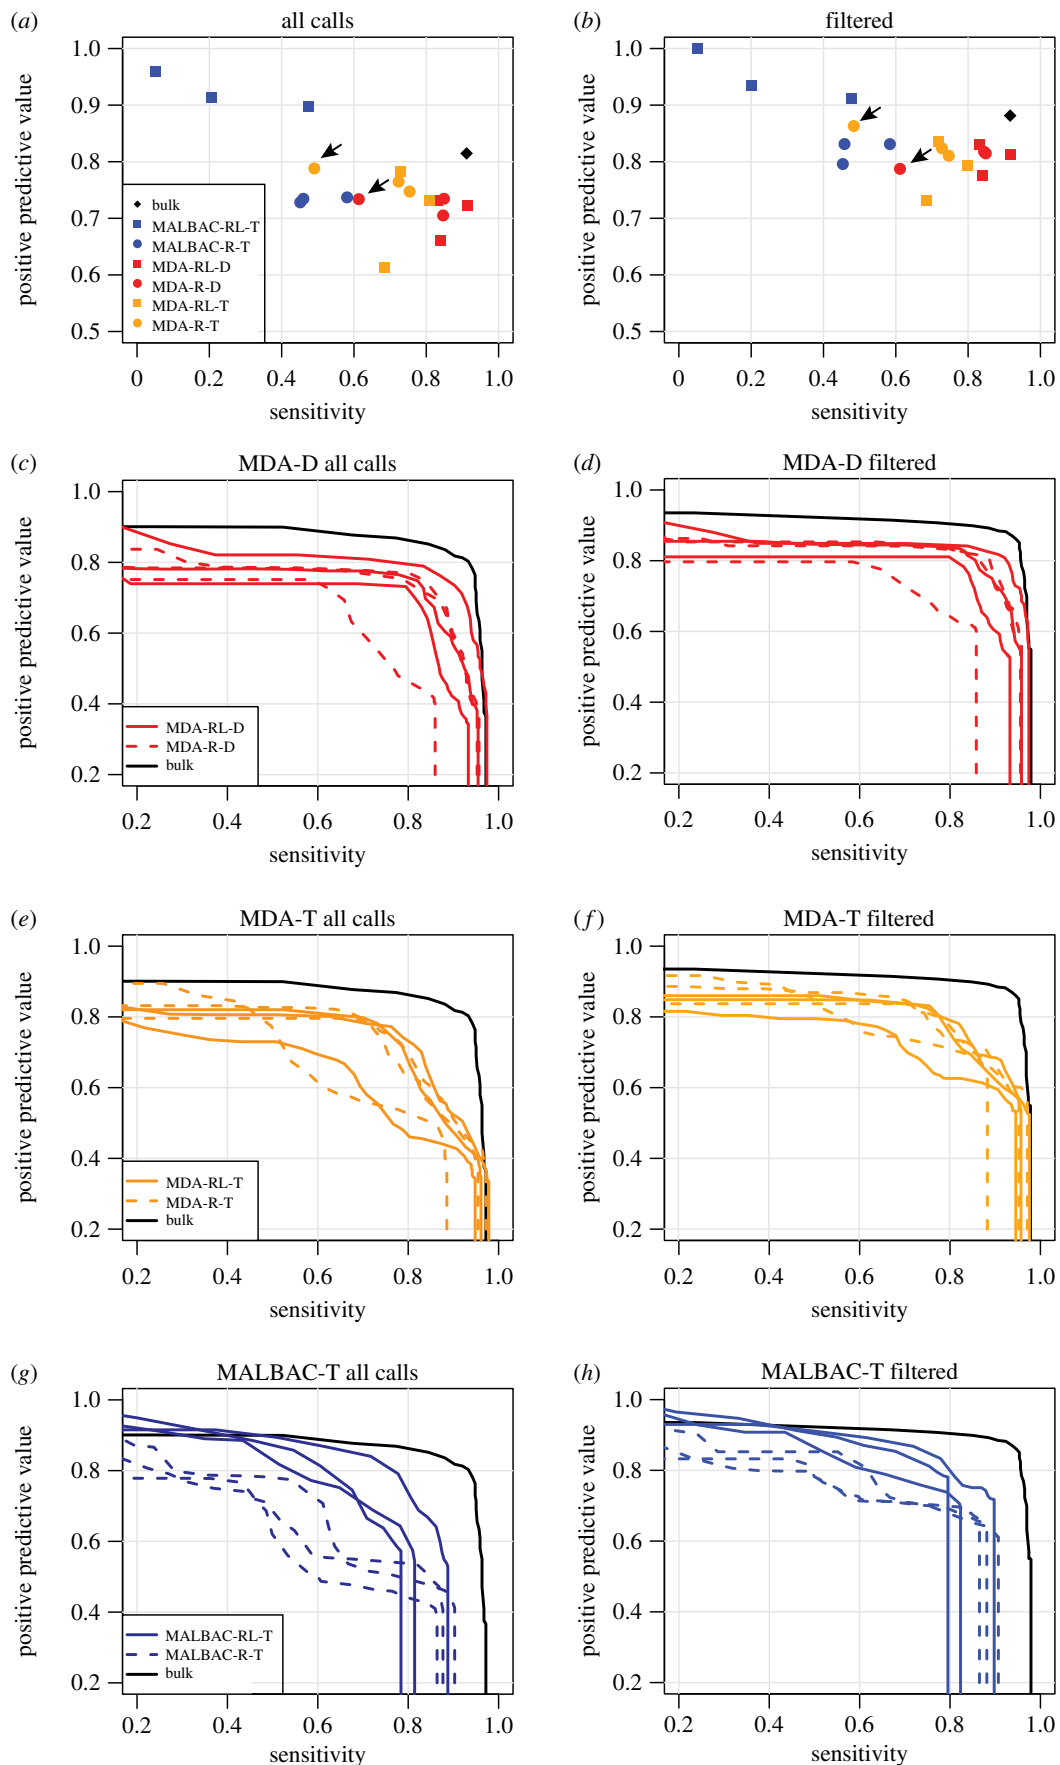 (a) all calls
positive predictive value
1.0
0.9
0.8
0.7
0.6
0.5
bulk
MALBAC-RL-T
MALBAC-R-T
MDA-RL-D
MDA-R-D
MDA-RL-T
MDA-R-T
0 0.2 0.4 0.6 0.8 1.0
sensitivity
(b) filtered
positive predictive value
1.0
0.9
0.8
0.7
0.6
0.5
0 0.2 0.4 0.6 0.8 1.0
sensitivity
(c) MDA-D all calls
positive predictive value
1.0
0.8
0.6
0.4
0.2
MDA-RL-D
MDA-R-D
bulk
0.2 0.4 0.6 0.8 1.0
sensitivity
(d) MDA-D filtered
positive predictive value
1.0
0.8
0.6
0.4
0.2
0.2 0.4 0.6 0.8 1.0
sensitivity
(e) MDA-T all calls
positive predictive value
1.0
0.8
0.6
0.4
0.2
MDA-RL-T
MDA-R-T
bulk
0.2 0.4 0.6 0.8 1.0
sensitivity
(f) MDA-T filtered
positive predictive value
1.0
0.8
0.6
0.4
0.2
0.2 0.4 0.6 0.8 1.0
sensitivity
(g) MALBAC-T all calls
positive predictive value
1.0
0.8
0.6
0.4
0.2
MALBAC-RL-T
MALBAC-R-T
bulk
0.2 0.4 0.6 0.8 1.0
sensitivity
(h) MALBAC-T filtered
positive predictive value
1.0
0.8
0.6
0.4
0.2
0.2 0.4 0.6 0.8 1.0
sensitivity